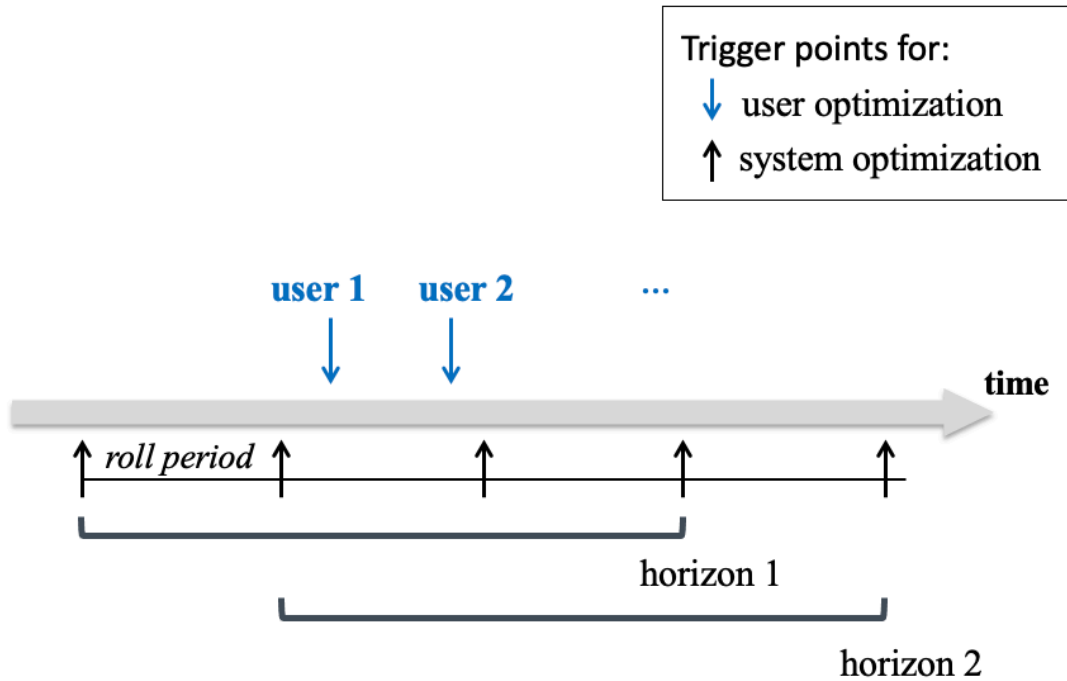 Trigger points for:
user optimization
system optimization
user 1 user 2 ...
time
roll period
horizon 1
horizon 2